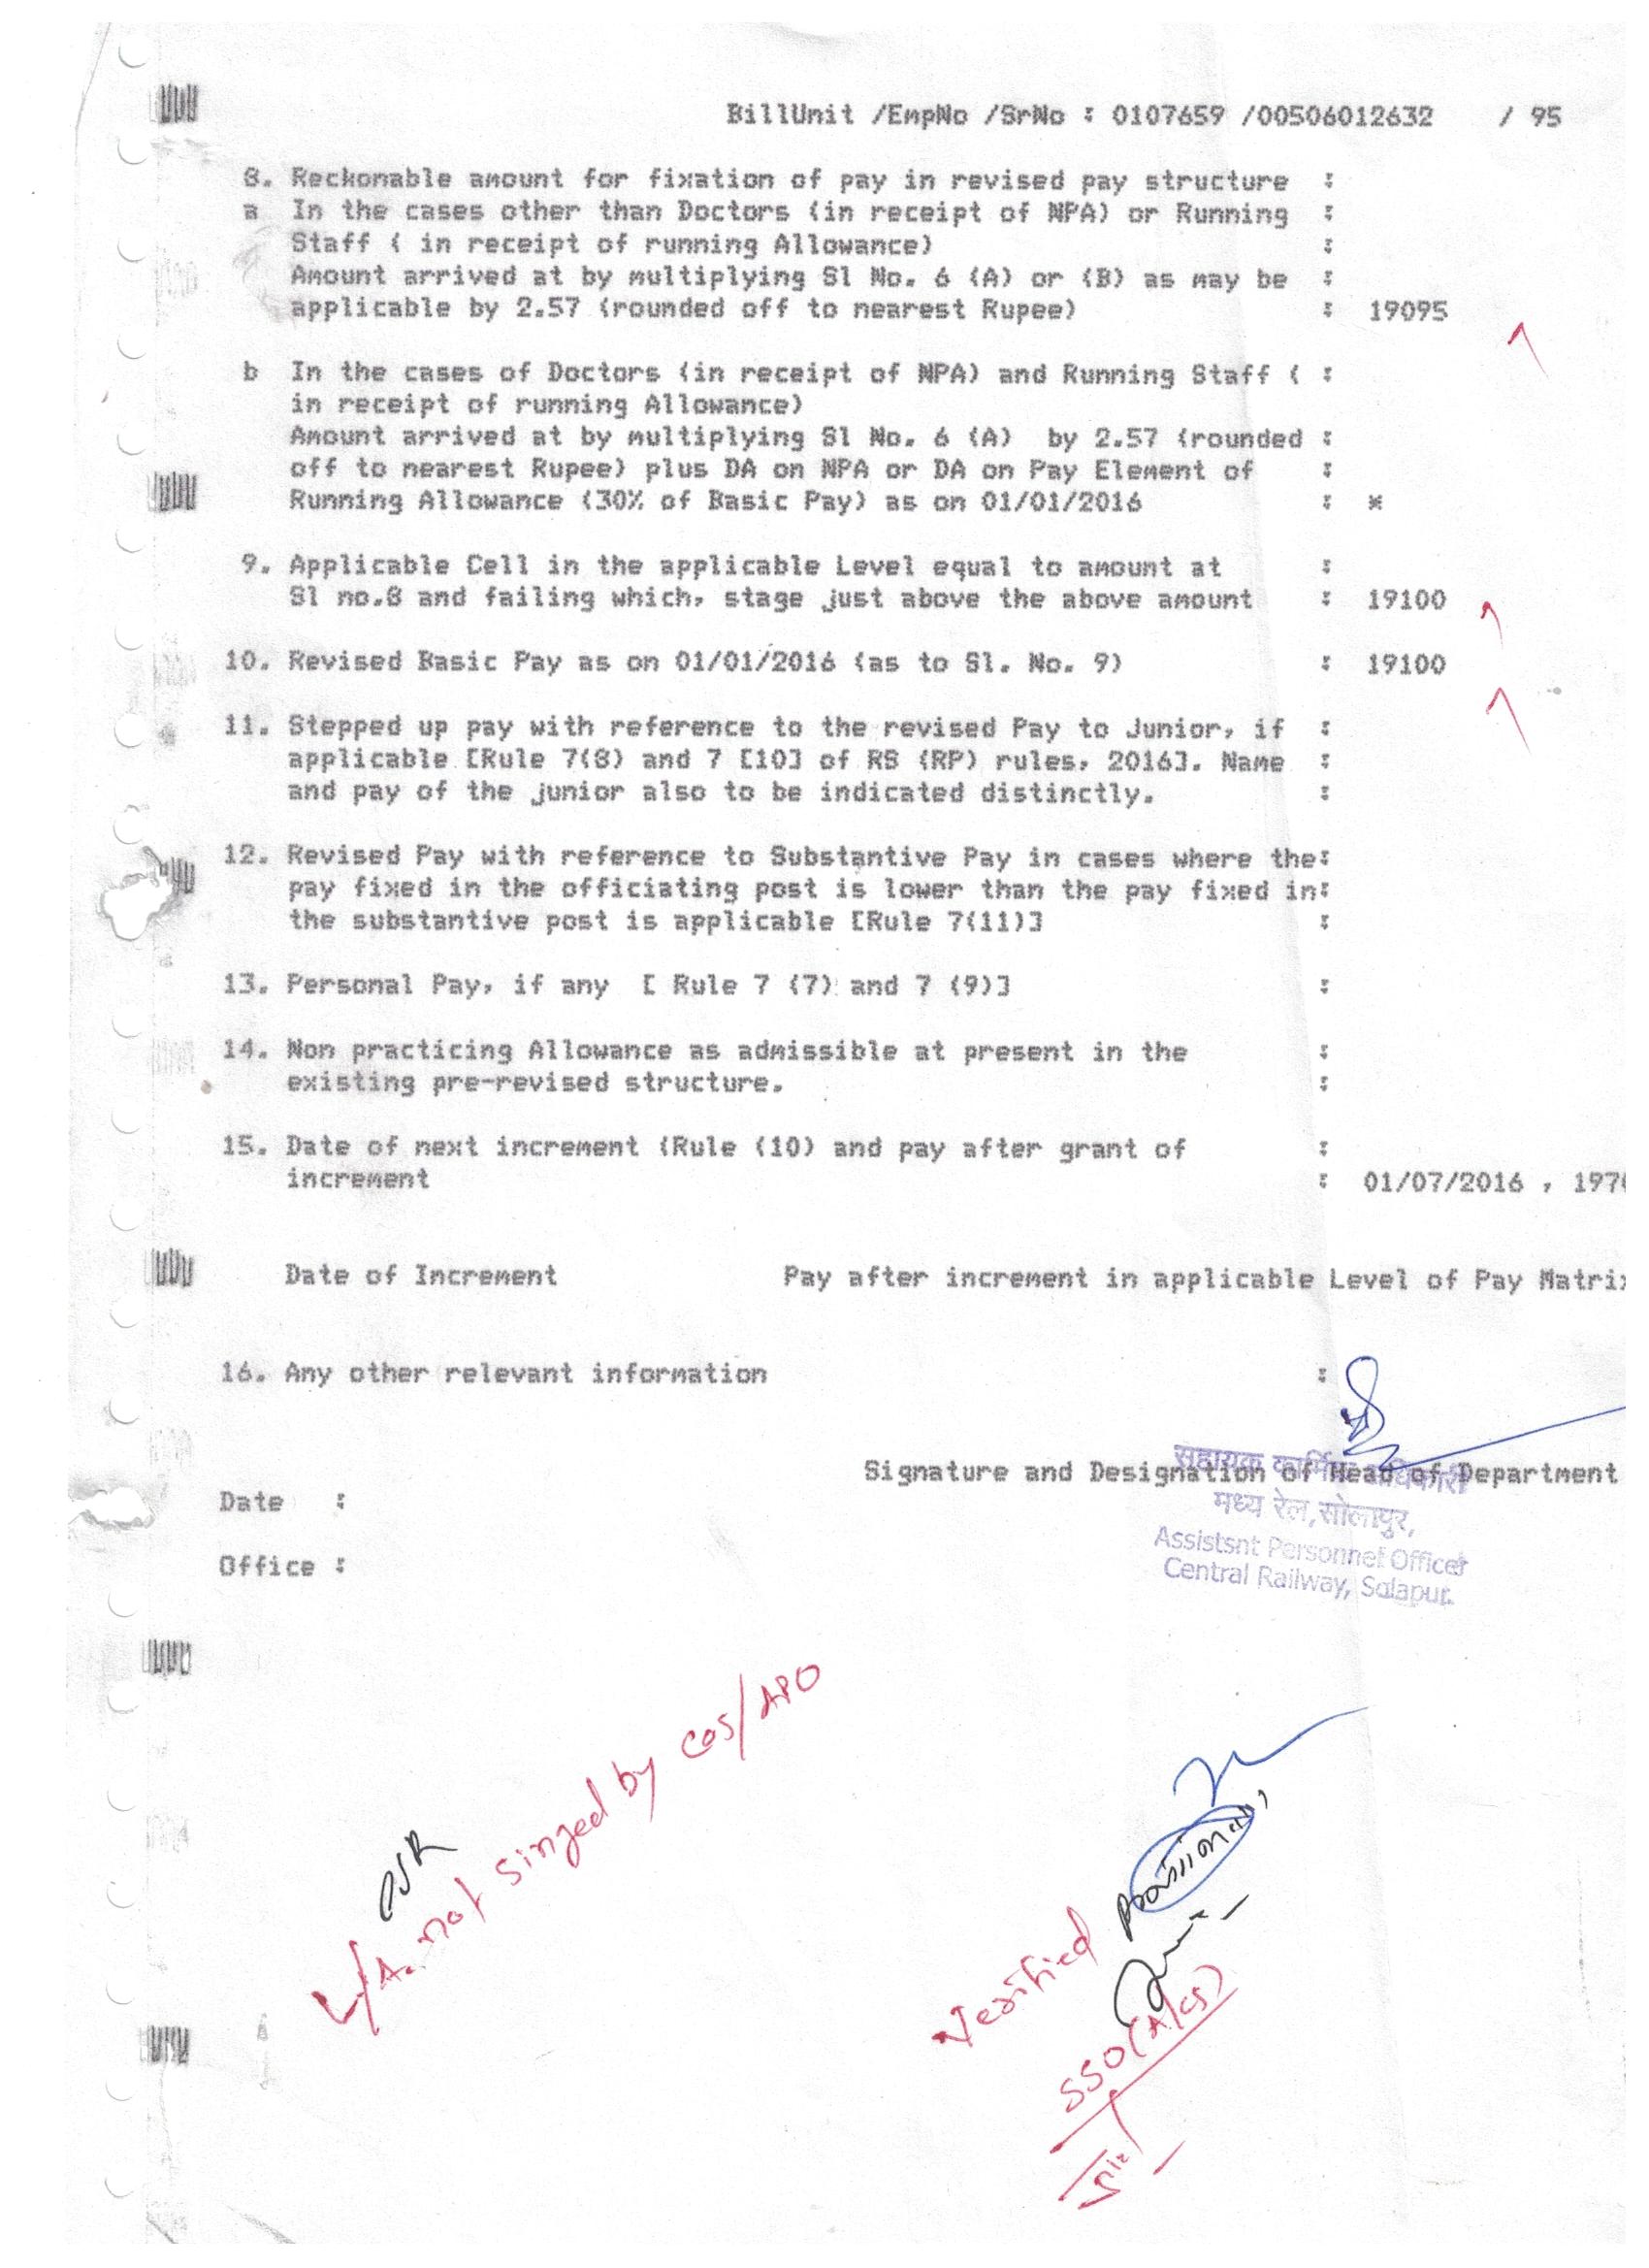 BillUnit /EmpNo /SrNo : 0107659 /00506012632 / 95
8. Reckonable amount for fixation of pay in revised pay structure :
a In the cases other than Doctors (in receipt of NPA) or Running :
Staff ( in receipt of running Allowance) :
Amount arrived at by multiplying Sl No. 6 (A) or (B) as may be :
applicable by 2.57 (rounded off to nearest Rupee) : 19095
b In the cases of Doctors (in receipt of NPA) and Running Staff ( :
in receipt of running Allowance)
Amount arrived at by multiplying Sl No. 6 (A) by 2.57 (rounded :
off to nearest Rupee) plus DA on NPA or DA on Pay Element of :
Running Allowance (30% of Basic Pay) as on 01/01/2016 : *
9. Applicable Cell in the applicable Level equal to amount at :
Sl no.8 and failing which, stage just above the above amount : 19100
10. Revised Basic Pay as on 01/01/2016 (as to Sl. No. 9) : 19100
11. Stepped up pay with reference to the revised Pay to Junior, if :
applicable [Rule 7(8) and 7 [10] of RS (RP) rules, 2016]. Name :
and pay of the junior also to be indicated distinctly. :
12. Revised Pay with reference to Substantive Pay in cases where the:
pay fixed in the officiating post is lower than the pay fixed in:
the substantive post is applicable [Rule 7(11)] :
13. Personal Pay, if any [ Rule 7 (7) and 7 (9)] :
14. Non practicing Allowance as admissible at present in the :
existing pre-revised structure. :
15. Date of next increment (Rule (10) and pay after grant of :
increment : 01/07/2016 , 1970
Date of Increment Pay after increment in applicable Level of Pay Matrix
16. Any other relevant information :
Signature and Designation of Head of Department
सहायक कार्मिक अधिकारी
मध्य रेल, सोलापुर,
Assistsnt Personnel Officer
Central Railway, Solapur.
Date :
Office :
L/A. not singed by COS/APO
Verified Provisionally
SSO(A/cs)